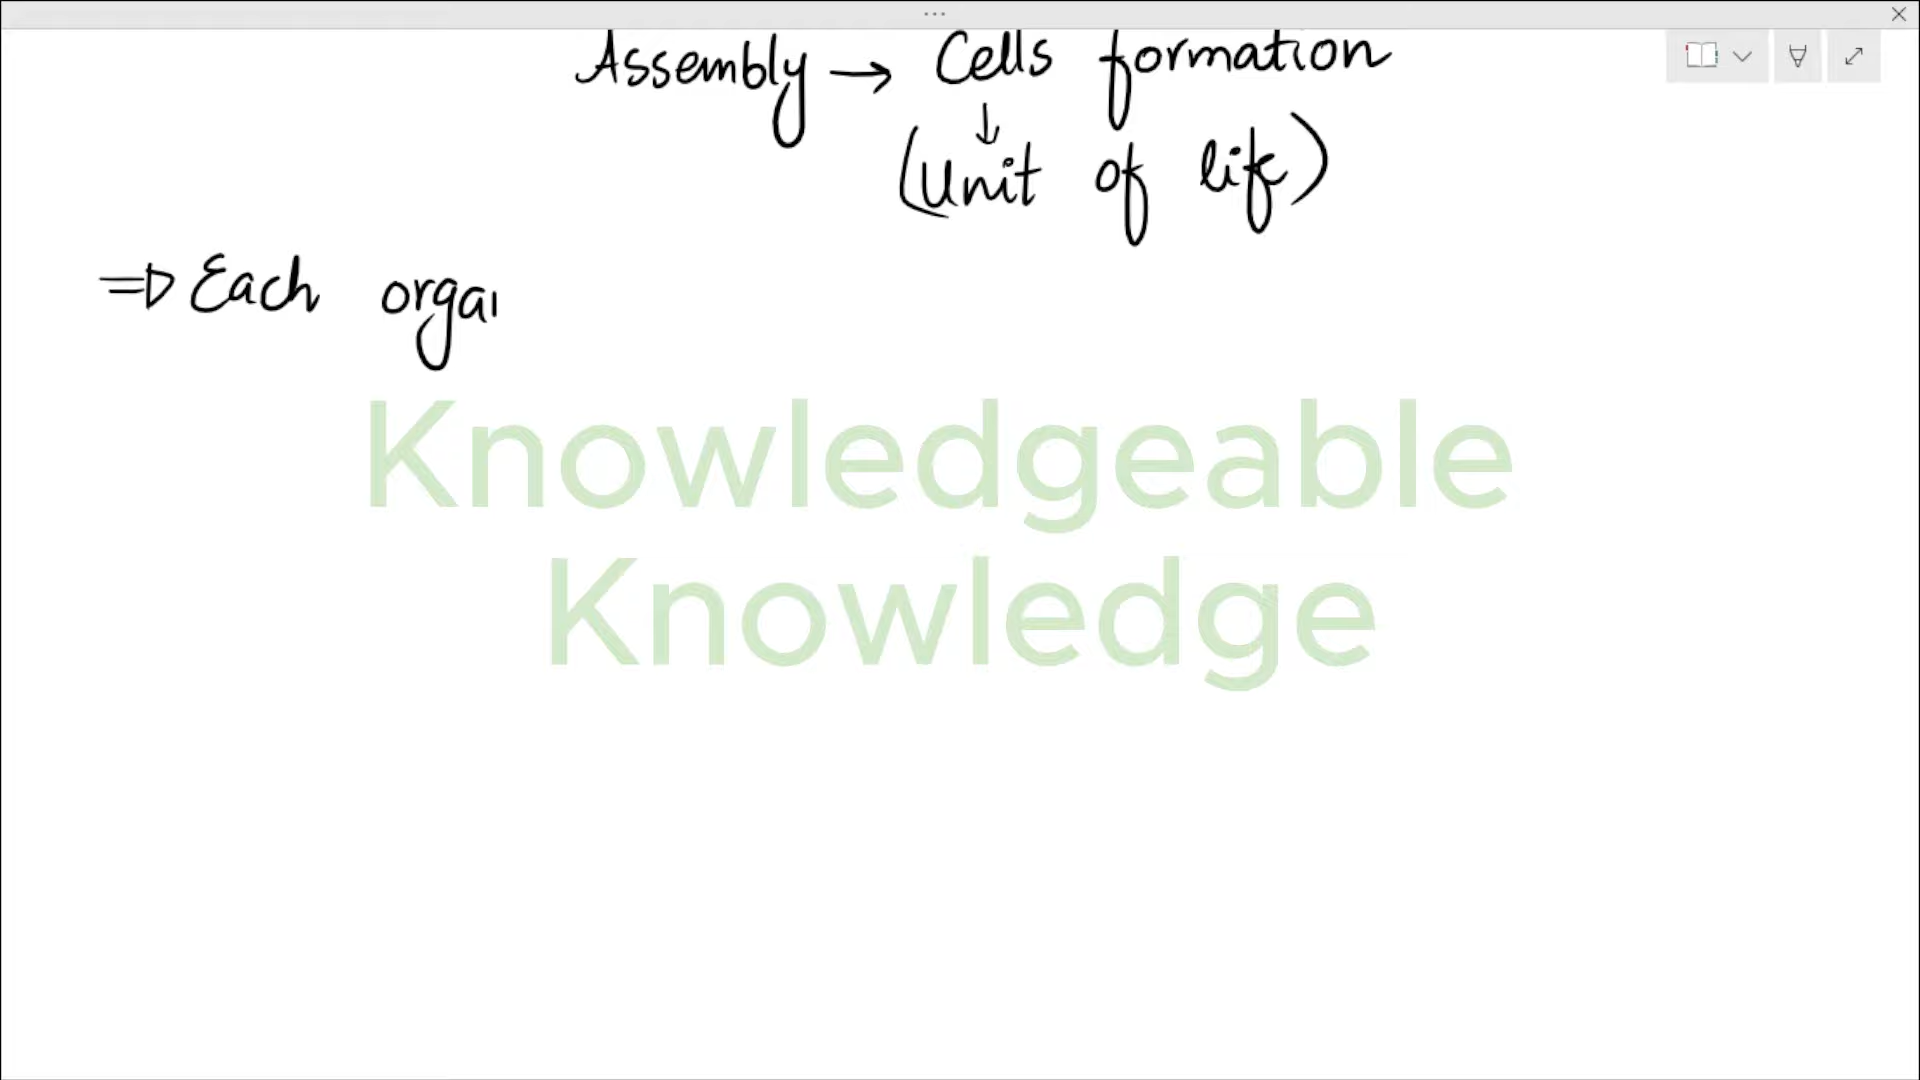 Assembly → Cells formation
↓
(Unit of life)
⇒ Each orga
Knowledgeable
Knowledge